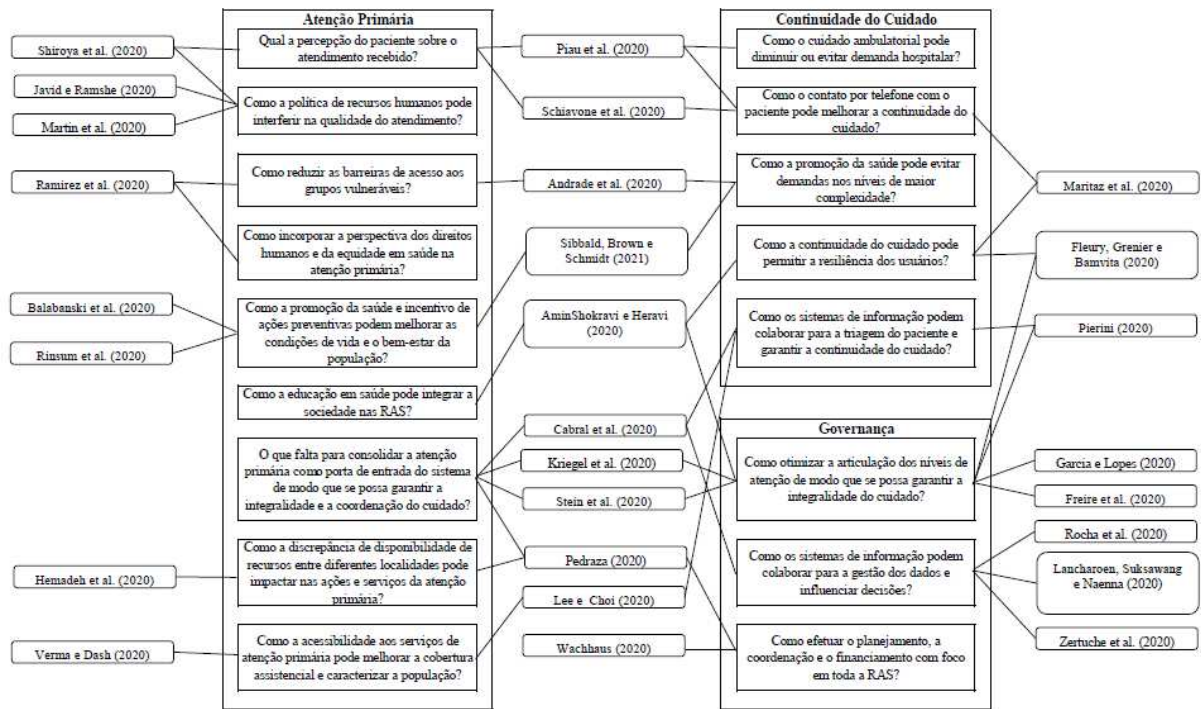 Atenção Primária
Shiroya et al. (2020)
Javid e Ramshe (2020)
Martin et al. (2020)
Ramirez et al. (2020)
Balabanski et al. (2020)
Rinsum et al. (2020)
Hemadeh et al. (2020)
Verma e Dash (2020)
Qual a percepção do paciente sobre o
atendimento recebido?
Como a política de recursos humanos pode
interferir na qualidade do atendimento?
Como reduzir as barreiras de acesso aos
grupos vulneráveis?
Como incorporar a perspectiva dos direitos
humanos e da equidade em saúde na
atenção primária?
Como a promoção da saúde e incentivo de
ações preventivas podem melhorar as
condições de vida e o bem-estar da
população?
Como a educação em saúde pode integrar a
sociedade nas RAS?
O que falta para consolidar a atenção
primária como porta de entrada do sistema
de modo que se possa garantir a
integralidade e a coordenação do cuidado?
Como a discrepância de disponibilidade de
recursos entre diferentes localidades pode
impactar nas ações e serviços da atenção
primária?
Como a acessibilidade aos serviços de
atenção primária pode melhorar a cobertura
assistencial e caracterizar a população?
Piau et al. (2020)
Schiavone et al. (2020)
Andrade et al. (2020)
Sibbald, Brown e
Schmidt (2021)
AminShokravi e Heravi
(2020)
Cabral et al. (2020)
Kriegel et al. (2020)
Stein et al. (2020)
Pedraza (2020)
Lee e Choi (2020)
Wachhaus (2020)
Continuidade do Cuidado
Como o cuidado ambulatorial pode
diminuir ou evitar demanda hospitalar?
Como o contato por telefone com o
paciente pode melhorar a continuidade do
cuidado?
Como a promoção da saúde pode evitar
demandas nos níveis de maior
complexidade?
Como a continuidade do cuidado pode
permitir a resiliência dos usuários?
Como os sistemas de informação podem
colaborar para a triagem do paciente e
garantir a continuidade do cuidado?
Governança
Como otimizar a articulação dos níveis de
atenção de modo que se possa garantir a
integralidade do cuidado?
Como os sistemas de informação podem
colaborar para a gestão dos dados e
influenciar decisões?
Como efetuar o planejamento, a
coordenação e o financiamento com foco
em toda a RAS?
Maritaz et al. (2020)
Fleury, Grenier e
Bamvita (2020)
Pierini (2020)
Garcia e Lopes (2020)
Freire et al. (2020)
Rocha et al. (2020)
Lancharoen, Suksawang
e Naenna (2020)
Zertuche et al. (2020)